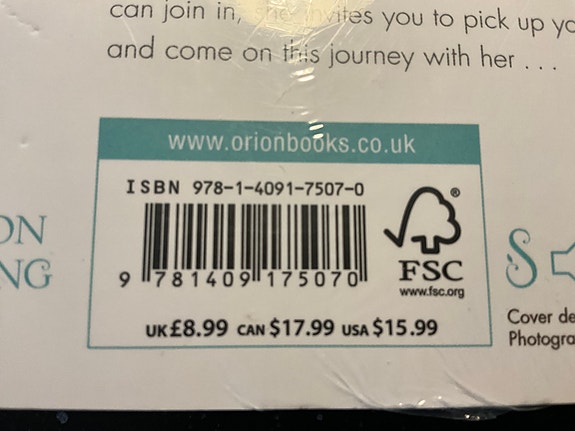 can join in, she invites you to pick up
and come on this journey with her . . .
www.orionbooks.co.uk
ISBN 978-1-4091-7507-0
9 781409 175070
®
FSC
www.fsc.org
UK£8.99 CAN $17.99 USA $15.99
ON
NG
S
Cover de
Photogra